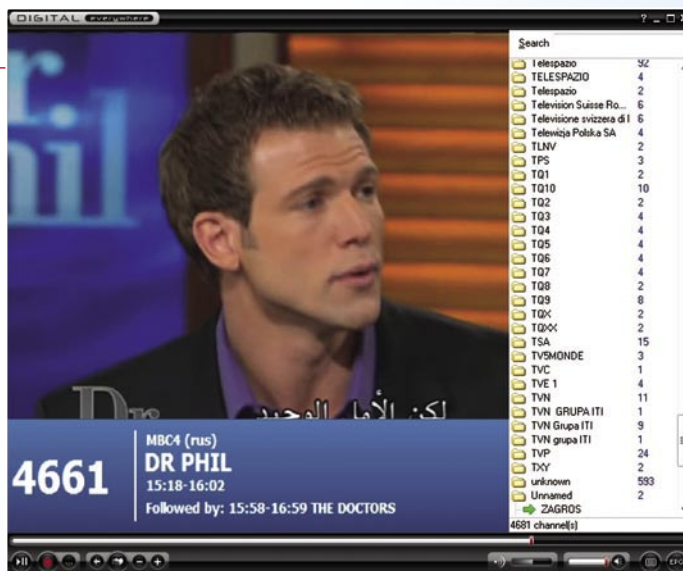 DIGITAL everywhere
? _
Search
r
hil
Dr
لكن الأمل الوحيد
Telespazio 92
TELESPAZIO 4
Telespazio 2
Television Suisse Ro... 6
Televisione svizzera di l 6
Telewizja Polska SA 4
TLNV 2
TPS 3
TQ1 2
TQ10 10
TQ2 2
TQ3 4
TQ4 4
TQ5 4
TQ6 4
TQ7 4
TQ8 2
TQ9 8
TQX 2
TQXX 2
TSA 15
TV5MONDE 3
TVC 1
TVE 1 4
TVN 11
TVN GRUPA ITI 1
TVN Grupa ITI 9
TVN grupa ITI 1
TVP 24
TXY 2
unknown 593
Unnamed 2
ZAGROS
4681 channel(s)
4661
MBC4 (rus)
DR PHIL
15:18-16:02
Followed by: 15:58-16:59 THE DOCTORS
EPG